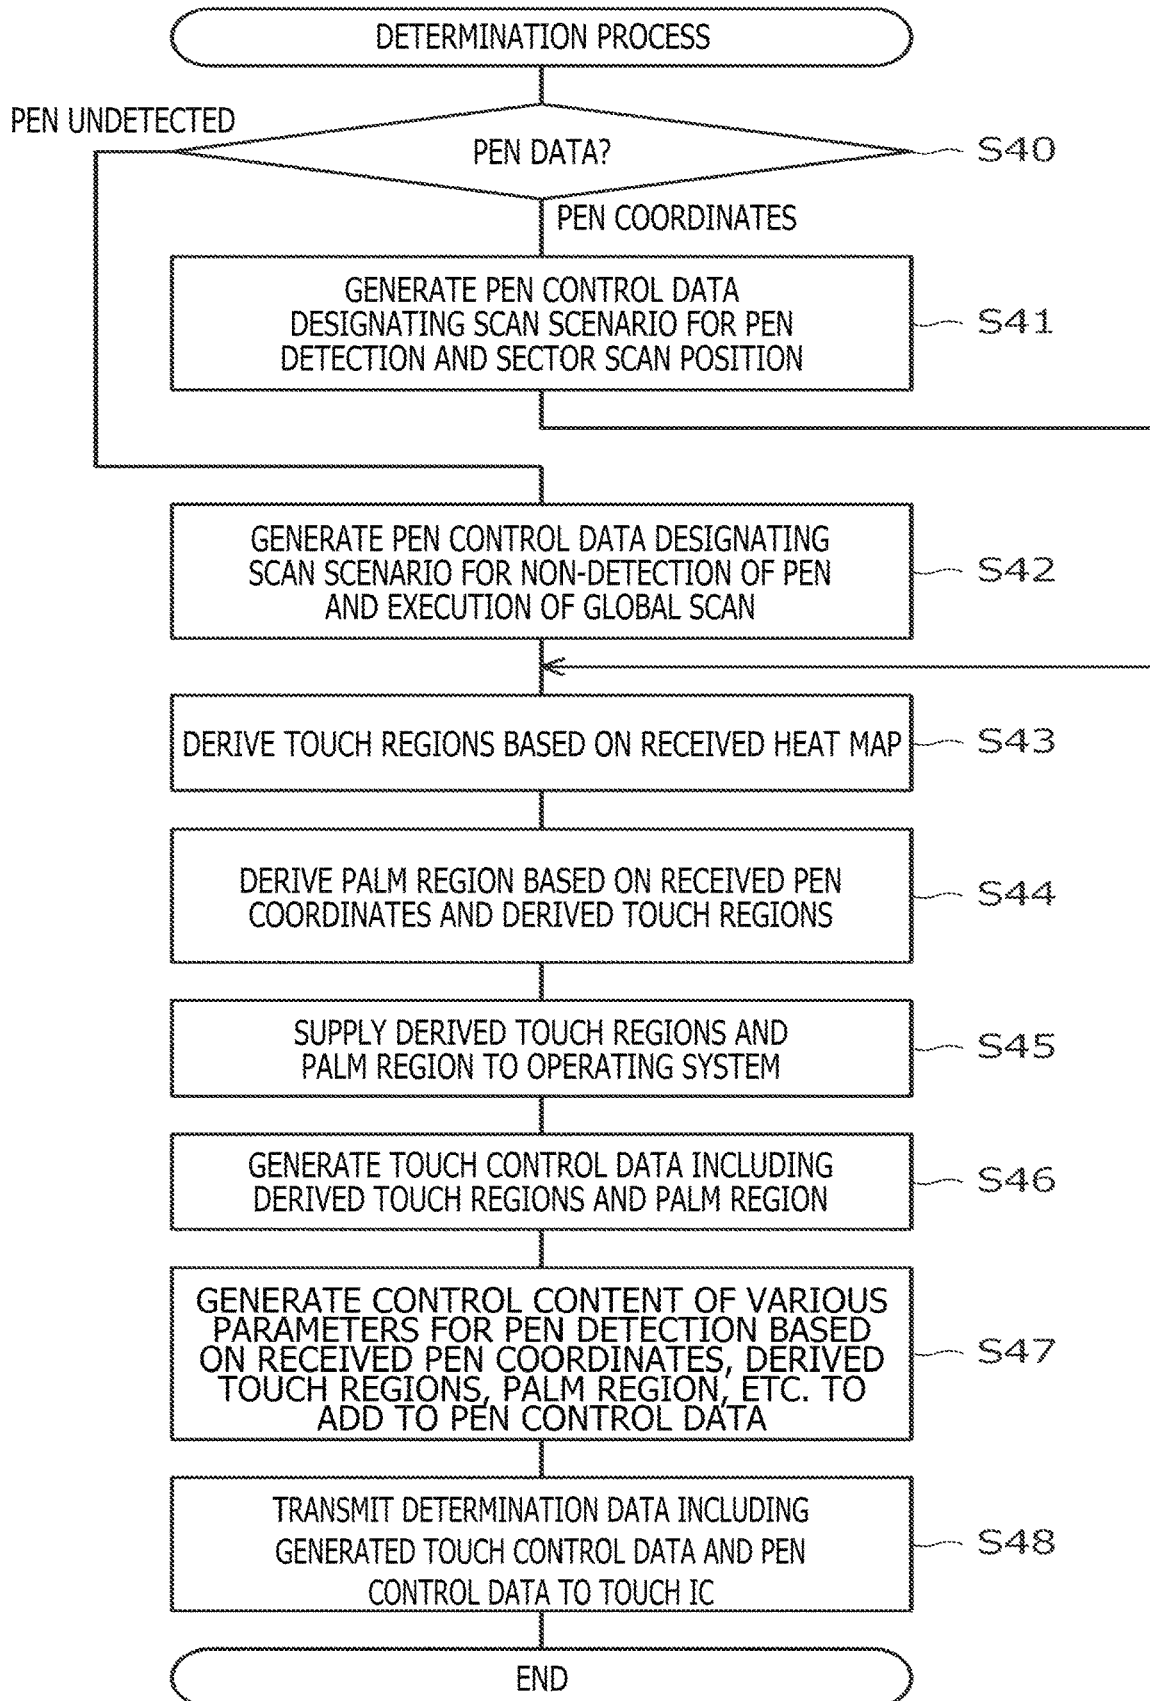 DETERMINATION PROCESS
PEN UNDETECTED
PEN DATA?
S40
PEN COORDINATES
GENERATE PEN CONTROL DATA
DESIGNATING SCAN SCENARIO FOR PEN
DETECTION AND SECTOR SCAN POSITION
S41
GENERATE PEN CONTROL DATA DESIGNATING
SCAN SCENARIO FOR NON-DETECTION OF PEN
AND EXECUTION OF GLOBAL SCAN
S42
DERIVE TOUCH REGIONS BASED ON RECEIVED HEAT MAP
S43
DERIVE PALM REGION BASED ON RECEIVED PEN
COORDINATES AND DERIVED TOUCH REGIONS
S44
SUPPLY DERIVED TOUCH REGIONS AND
PALM REGION TO OPERATING SYSTEM
S45
GENERATE TOUCH CONTROL DATA INCLUDING
DERIVED TOUCH REGIONS AND PALM REGION
S46
GENERATE CONTROL CONTENT OF VARIOUS
PARAMETERS FOR PEN DETECTION BASED
ON RECEIVED PEN COORDINATES, DERIVED
TOUCH REGIONS, PALM REGION, ETC. TO
ADD TO PEN CONTROL DATA
S47
TRANSMIT DETERMINATION DATA INCLUDING
GENERATED TOUCH CONTROL DATA AND PEN
CONTROL DATA TO TOUCH IC
S48
END